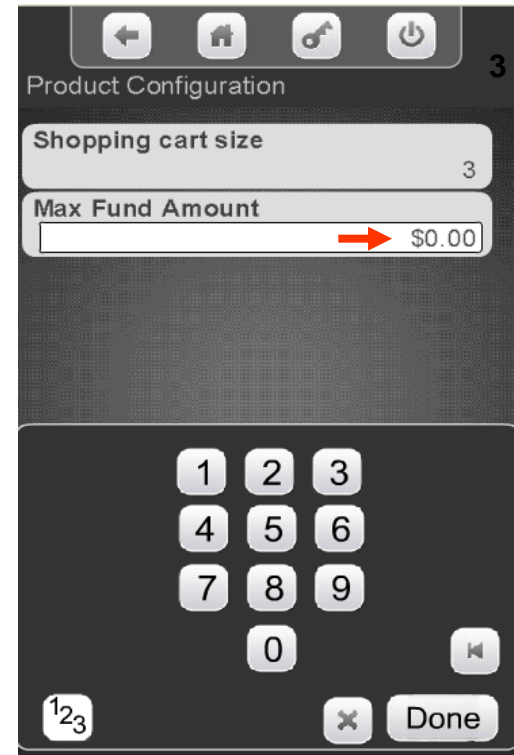 3
Product Configuration
Shopping cart size
3
Max Fund Amount
$0.00
1 2 3
4 5 6
7 8 9
0
123
Done